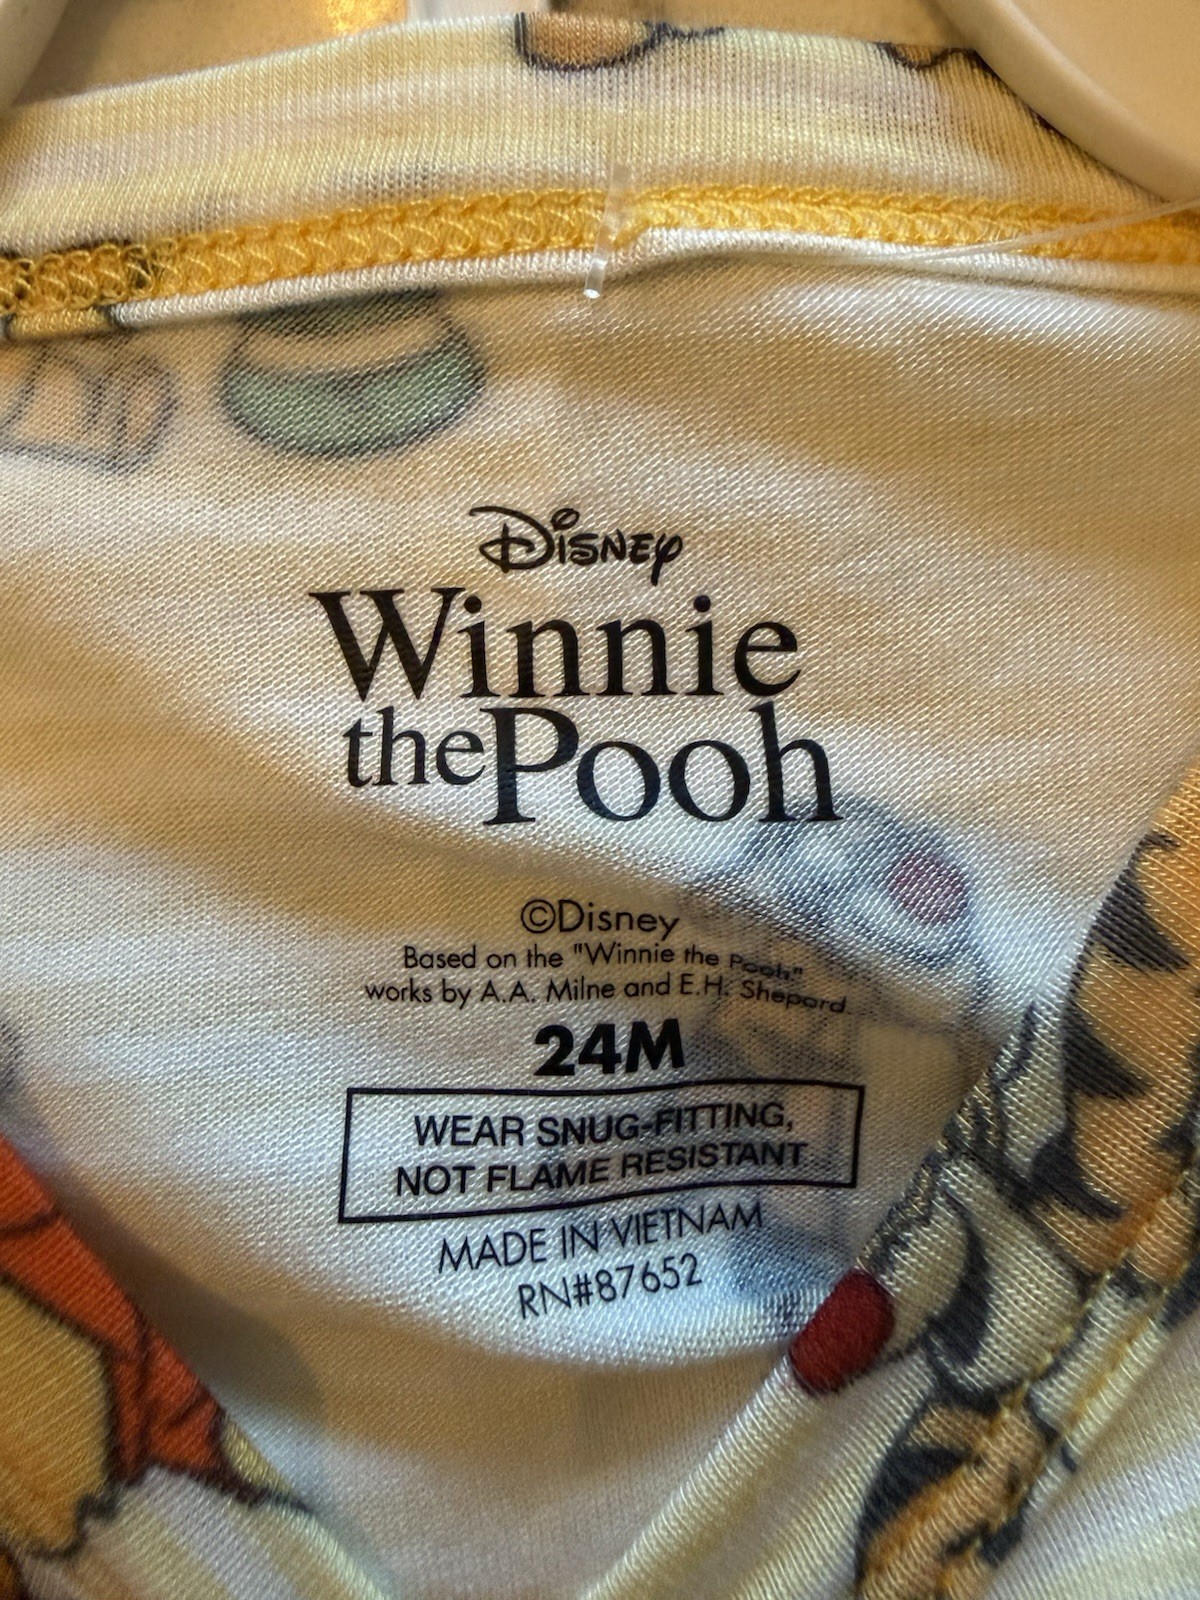 Disney
Winnie
the Pooh
©Disney
Based on the "Winnie the Pooh"
works by A.A. Milne and E.H. Shepard
24M
WEAR SNUG-FITTING,
NOT FLAME RESISTANT
MADE IN VIETNAM
RN#87652